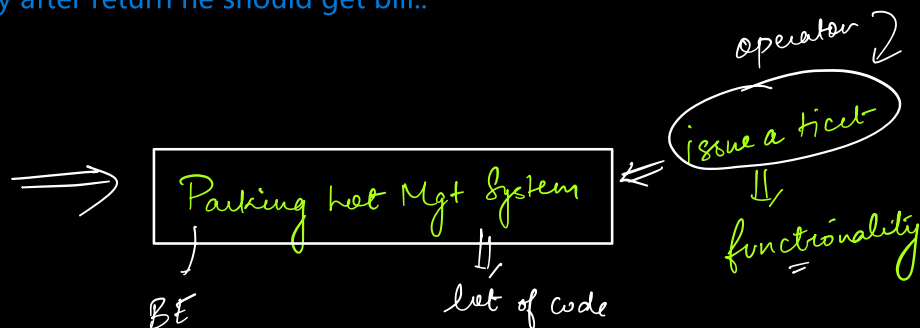 y after return he should get bill..
operator
issue a ticket
Parking Lot Mgt System
functionality
BE
lot of code